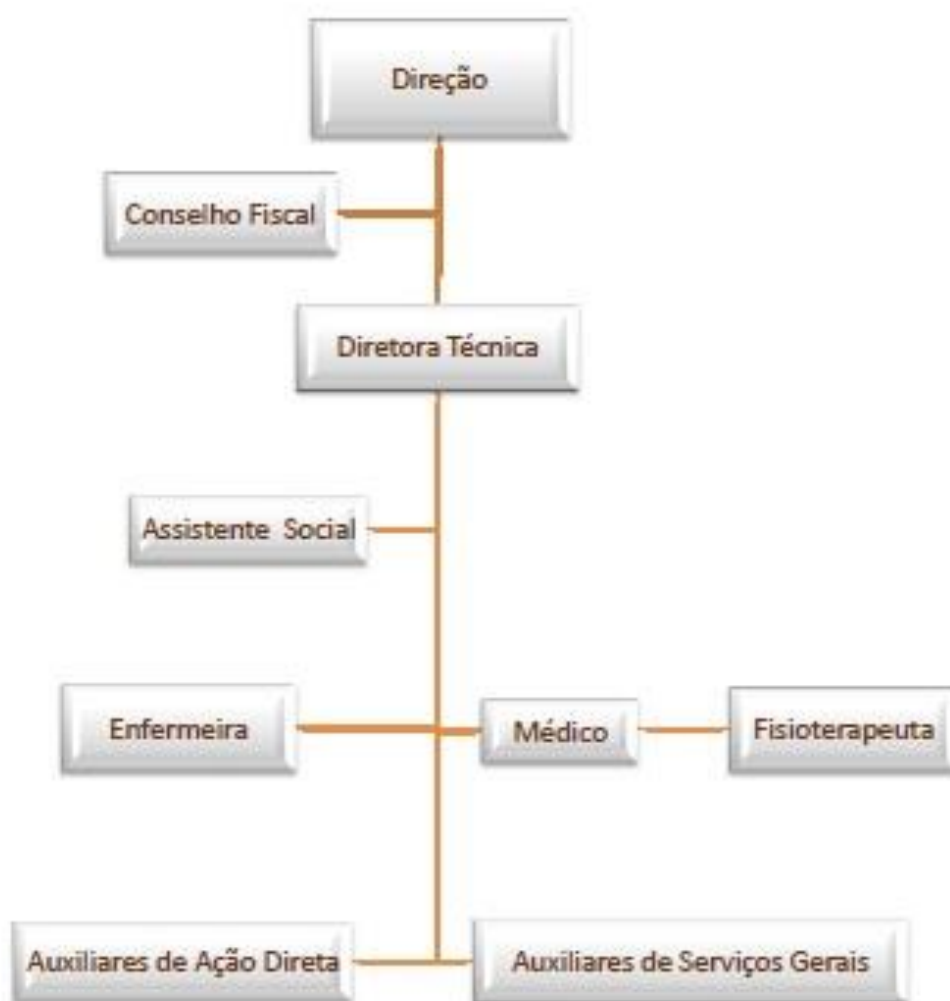 Direção
Conselho Fiscal
Diretora Técnica
Assistente Social
Enfermeira
Médico
Fisioterapeuta
Auxiliares de Ação Direta
Auxiliares de Serviços Gerais